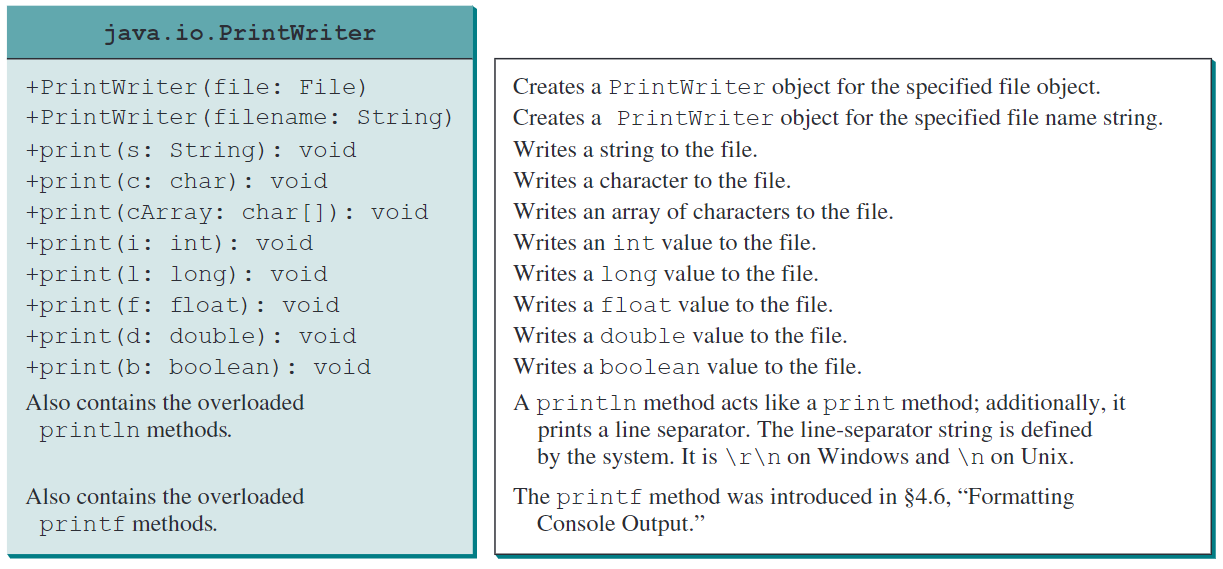 java.io.PrintWriter
+PrintWriter(file: File)
Creates a PrintWriter object for the specified file object.
+PrintWriter(filename: String)
Creates a PrintWriter object for the specified file name string.
+print(s: String): void
Writes a string to the file.
+print(c: char): void
Writes a character to the file.
+print(cArray: char[]): void
Writes an array of characters to the file.
+print(i: int): void
Writes an int value to the file.
+print(l: long): void
Writes a long value to the file.
+print(f: float): void
Writes a float value to the file.
+print(d: double): void
Writes a double value to the file.
+print(b: boolean): void
Writes a boolean value to the file.
Also contains the overloaded
println methods.
A println method acts like a print method; additionally, it
prints a line separator. The line-separator string is defined
by the system. It is \r\n on Windows and \n on Unix.
Also contains the overloaded
printf methods.
The printf method was introduced in §4.6, “Formatting
Console Output.”